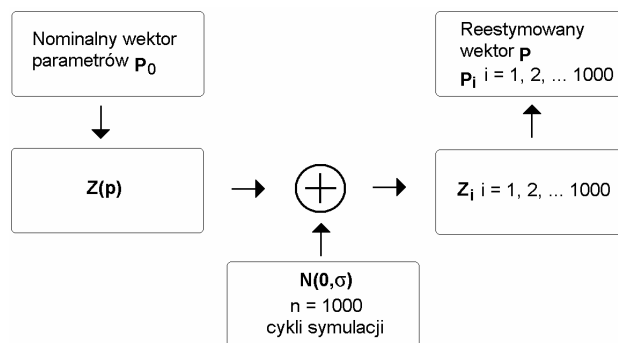 Nominalny wektor
parametrów P0
Z(p)
N(0,σ)
n = 1000
cykli symulacji
Zi i = 1, 2, ... 1000
Reestymowany
wektor P
Pi i = 1, 2, ... 1000